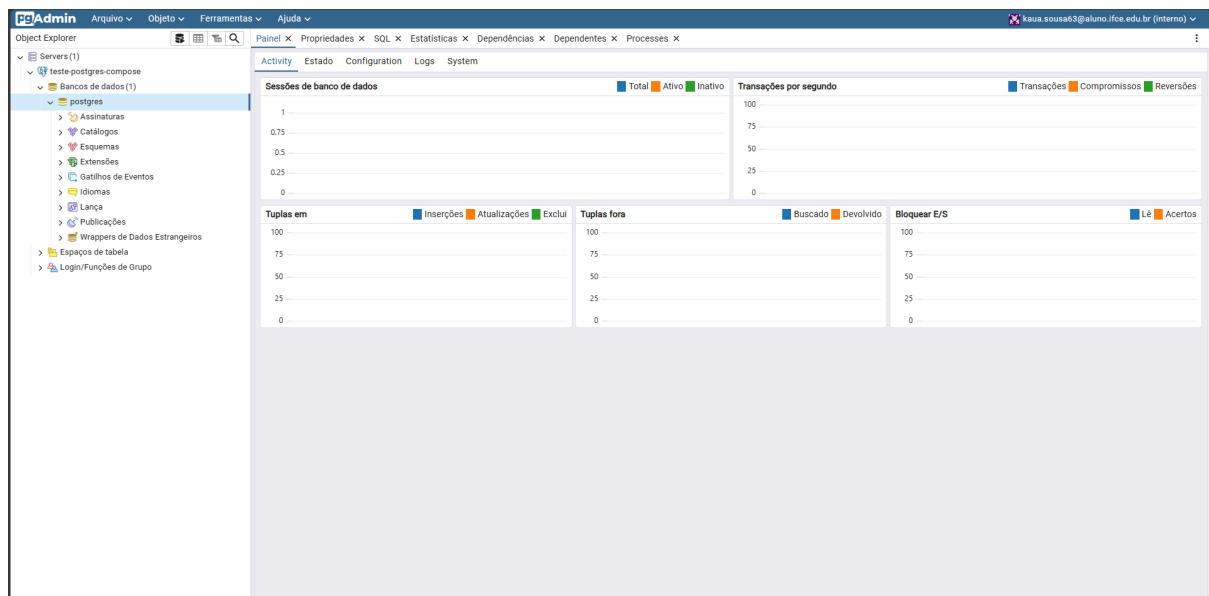 pgAdmin Arquivo Objeto Ferramentas Ajuda kaua.sousa63@aluno.ifce.edu.br (interno)
Object Explorer
Painel Propriedades SQL Estatísticas Dependências Dependentes Processes
Servers (1)
teste-postgres-compose
Bancos de dados (1)
postgres
Assinaturas
Catálogos
Esquemas
Extensões
Gatilhos de Eventos
Idiomas
Lança
Publicações
Wrappers de Dados Estrangeiros
Espaços de tabela
Login/Funções de Grupo
Activity Estado Configuration Logs System
Sessões de banco de dados Total Ativo Inativo
1
0.75
0.5
0.25
0
Transações por segundo Transações Compromissos Reversões
100
75
50
25
0
Tuplas em Inserções Atualizações Exclui
100
75
50
25
0
Tuplas fora Buscado Devolvido
100
75
50
25
0
Bloquear E/S Lê Acertos
100
75
50
25
0